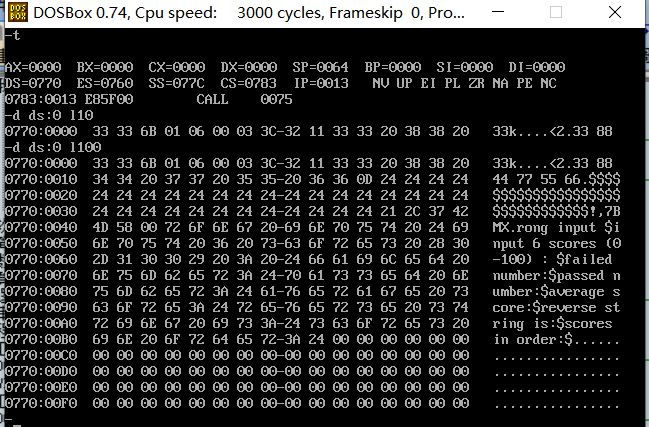 DOSBox 0.74, Cpu speed:    3000 cycles, Frameskip  0, Pro...
-t
AX=0000  BX=0000  CX=0000  DX=0000  SP=0064  BP=0000  SI=0000  DI=0000
DS=0770  ES=0760  SS=077C  CS=0783  IP=0013   NV UP EI PL ZR NA PE NC
0783:0013 E85F00        CALL    0075
-d ds:0 l10
0770:0000  33 33 6B 01 06 00 03 3C-32 11 33 33 20 38 38 20   33k....<2.33 88
-d ds:0 l100
0770:0000  33 33 6B 01 06 00 03 3C-32 11 33 33 20 38 38 20   33k....<2.33 88
0770:0010  34 34 20 37 37 20 35 35-20 36 36 0D 24 24 24 24   44 77 55 66.$$$$
0770:0020  24 24 24 24 24 24 24 24-24 24 24 24 24 24 24 24   $$$$$$$$$$$$$$$$
0770:0030  24 24 24 24 24 24 24 24-24 24 24 24 21 2C 37 42   $$$$$$$$$$$$!,7B
0770:0040  4D 58 00 72 6F 6E 67 20-69 6E 70 75 74 20 24 69   MX.rong input $i
0770:0050  6E 70 75 74 20 36 20 73-63 6F 72 65 73 20 28 30   nput 6 scores (0
0770:0060  2D 31 30 30 29 20 3A 20-24 66 61 69 6C 65 64 20   -100) : $failed
0770:0070  6E 75 6D 62 65 72 3A 24-70 61 73 73 65 64 20 6E   number:$passed n
0770:0080  75 6D 62 65 72 3A 24 61-76 65 72 61 67 65 20 73   umber:$average s
0770:0090  63 6F 72 65 3A 24 72 65-76 65 72 73 65 20 73 74   core:$reverse st
0770:00A0  72 69 6E 67 20 69 73 3A-24 73 63 6F 72 65 73 20   ring is:$scores
0770:00B0  69 6E 20 6F 72 64 65 72-3A 24 00 00 00 00 00 00   in order:$......
0770:00C0  00 00 00 00 00 00 00 00-00 00 00 00 00 00 00 00   ................
0770:00D0  00 00 00 00 00 00 00 00-00 00 00 00 00 00 00 00   ................
0770:00E0  00 00 00 00 00 00 00 00-00 00 00 00 00 00 00 00   ................
0770:00F0  00 00 00 00 00 00 00 00-00 00 00 00 00 00 00 00   ................
-